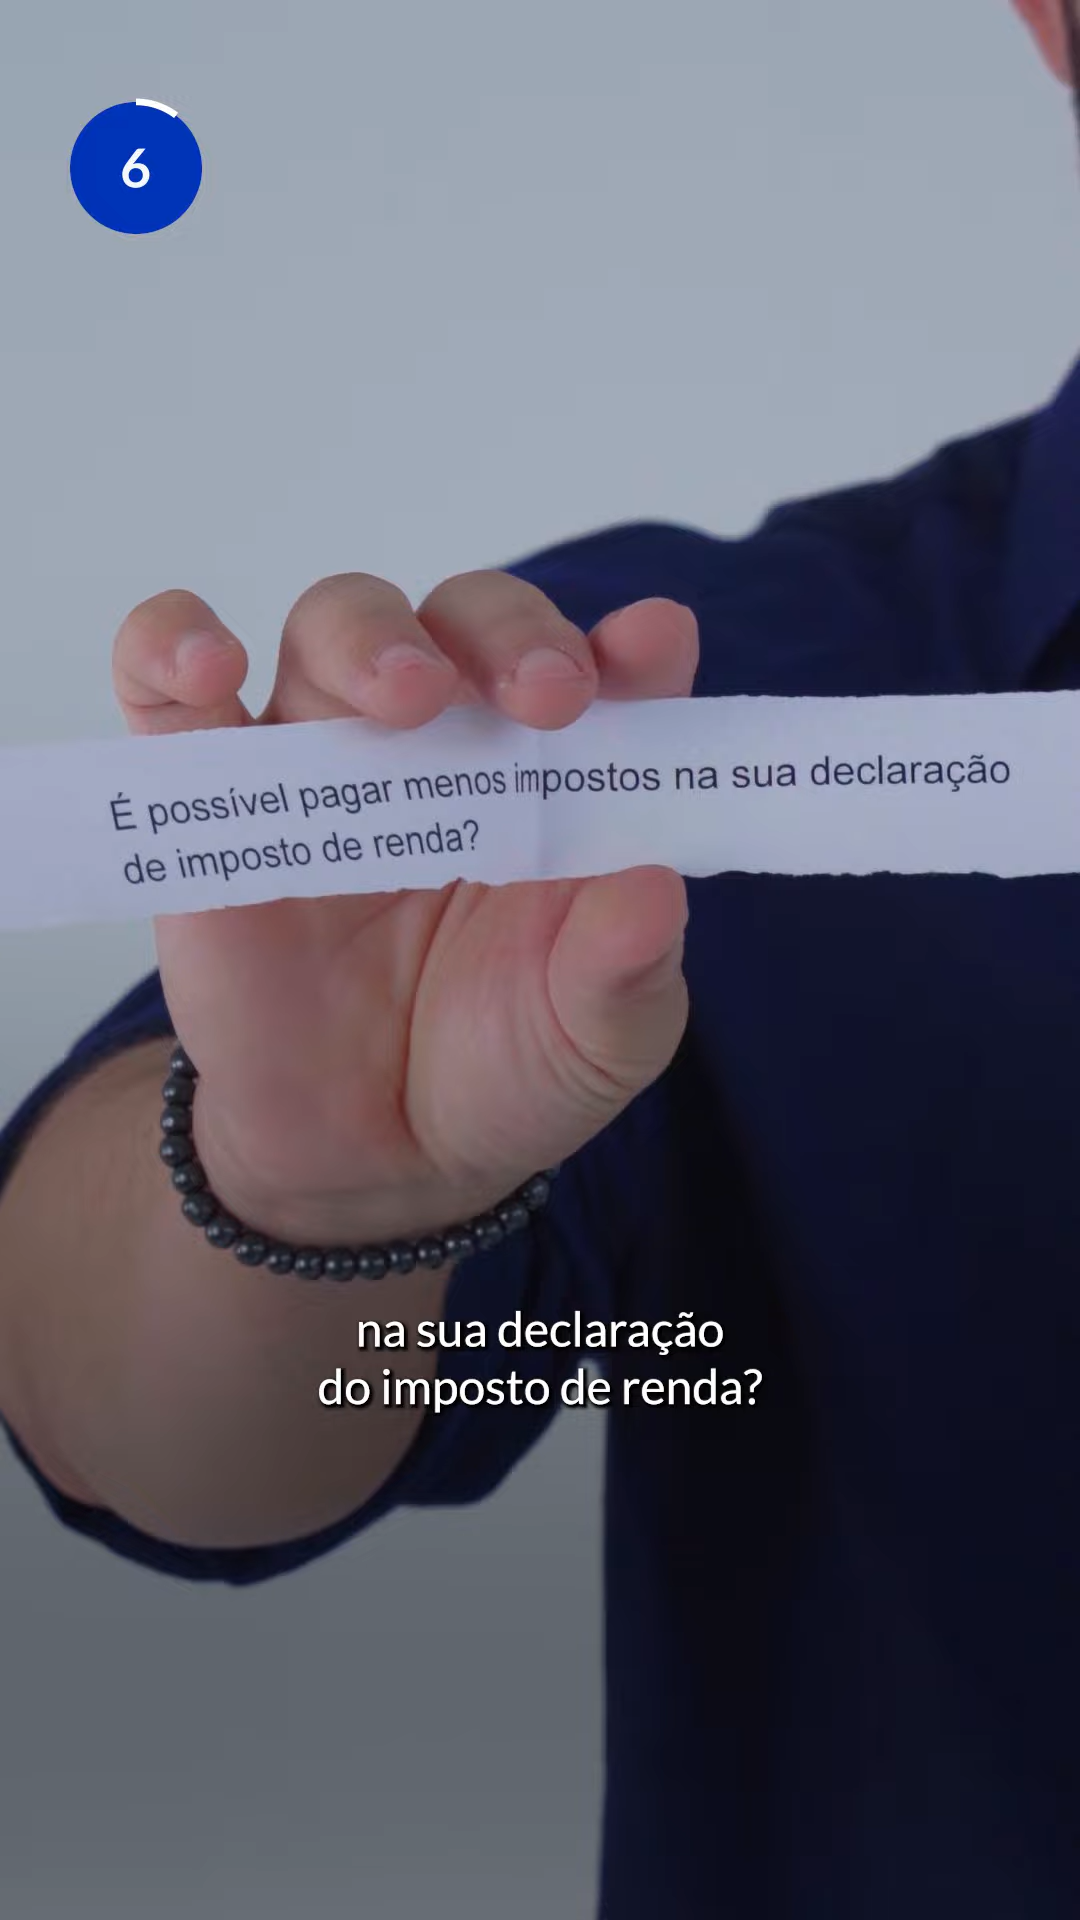 6
É possível pagar menos impostos na sua declaração
de imposto de renda?
na sua declaração
do imposto de renda?